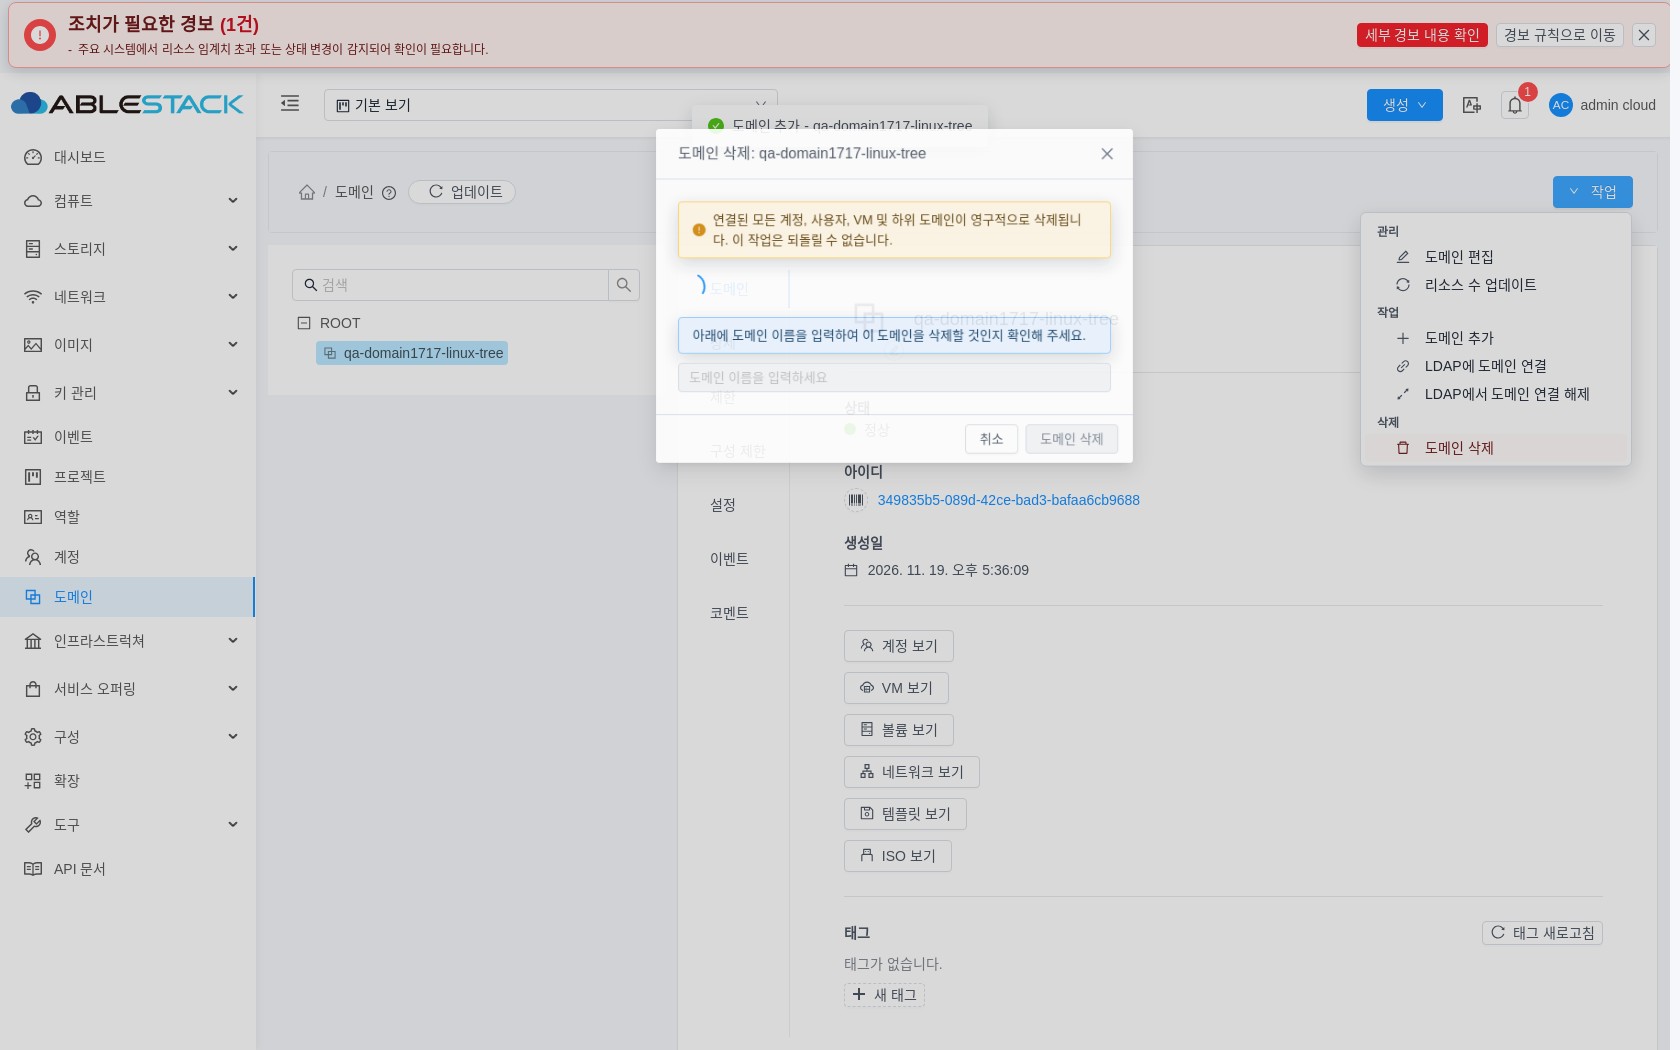 조치가 필요한 경보 (1건)
- 주요 시스템에서 리소스 임계치 초과 또는 상태 변경이 감지되어 확인이 필요합니다.
세부 경보 내용 확인
경보 규칙으로 이동
ABLESTACK
기본 보기
생성
1
AC
admin cloud
도메인 추가 - qa-domain1717-linux-tree
대시보드
컴퓨트
스토리지
네트워크
이미지
키 관리
이벤트
프로젝트
역할
계정
도메인
인프라스트럭쳐
서비스 오퍼링
구성
확장
도구
API 문서
/ 도메인
업데이트
작업
검색
ROOT
qa-domain1717-linux-tree
도메인 삭제: qa-domain1717-linux-tree
연결된 모든 계정, 사용자, VM 및 하위 도메인이 영구적으로 삭제됩니
다. 이 작업은 되돌릴 수 없습니다.
도메인
qa-domain1717-linux-tree
아래에 도메인 이름을 입력하여 이 도메인을 삭제할 것인지 확인해 주세요.
도메인 이름을 입력하세요
제한
상태
정상
구성 제한
취소
도메인 삭제
관리
도메인 편집
리소스 수 업데이트
작업
도메인 추가
LDAP에 도메인 연결
LDAP에서 도메인 연결 해제
삭제
도메인 삭제
설정
이벤트
코멘트
아이디
349835b5-089d-42ce-bad3-bafaa6cb9688
생성일
2026. 11. 19. 오후 5:36:09
계정 보기
VM 보기
볼륨 보기
네트워크 보기
템플릿 보기
ISO 보기
태그
태그 새로고침
태그가 없습니다.
새 태그